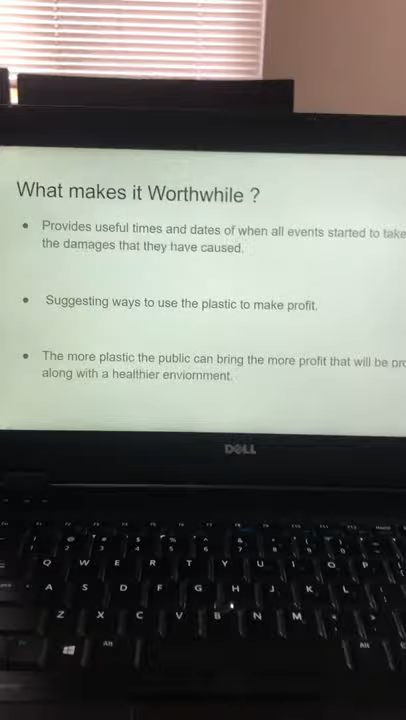 What makes it Worthwhile ?
● Provides useful times and dates of when all events started to take
the damages that they have caused.
● Suggesting ways to use the plastic to make profit.
● The more plastic the public can bring the more profit that will be
along with a healthier enviornment.
DELL
Q W E R T Y U I O P
A S D F G H J K L
Z X C V B N M
Alt Alt